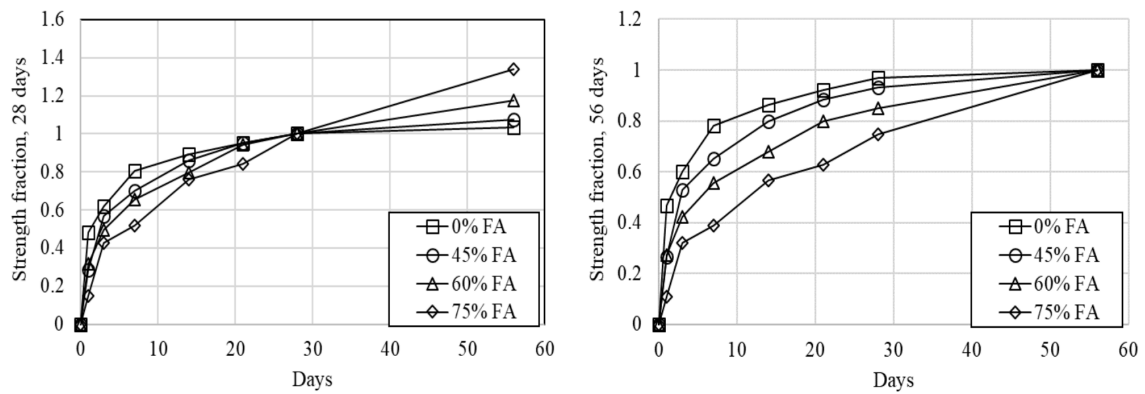 Strength fraction, 28 days
1.6
1.4
1.2
1
0.8
0.6
0.4
0.2
0
0% FA
45% FA
60% FA
75% FA
0 10 20 30 40 50 60
Days
Strength fraction, 56 days
1.2
1
0.8
0.6
0.4
0.2
0
0% FA
45% FA
60% FA
75% FA
0 10 20 30 40 50 60
Days